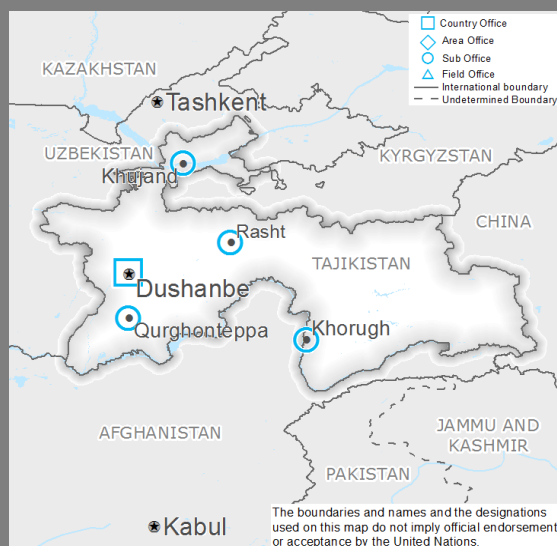 Country Office
Area Office
Sub Office
Field Office
International boundary
Undetermined Boundary
KAZAKHSTAN
Tashkent
UZBEKISTAN
KYRGYZSTAN
Khujand
CHINA
Rasht
TAJIKISTAN
Dushanbe
Qurghonteppa
Khorugh
AFGHANISTAN
JAMMU AND
KASHMIR
PAKISTAN
Kabul
The boundaries and names and the designations
used on this map do not imply official endorsement
or acceptance by the United Nations.